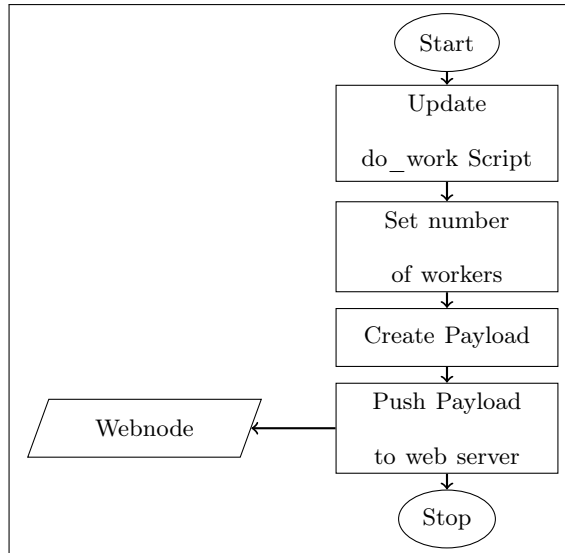 Start
Update
do_work Script
Set number
of workers
Create Payload
Push Payload
to web server
Webnode
Stop